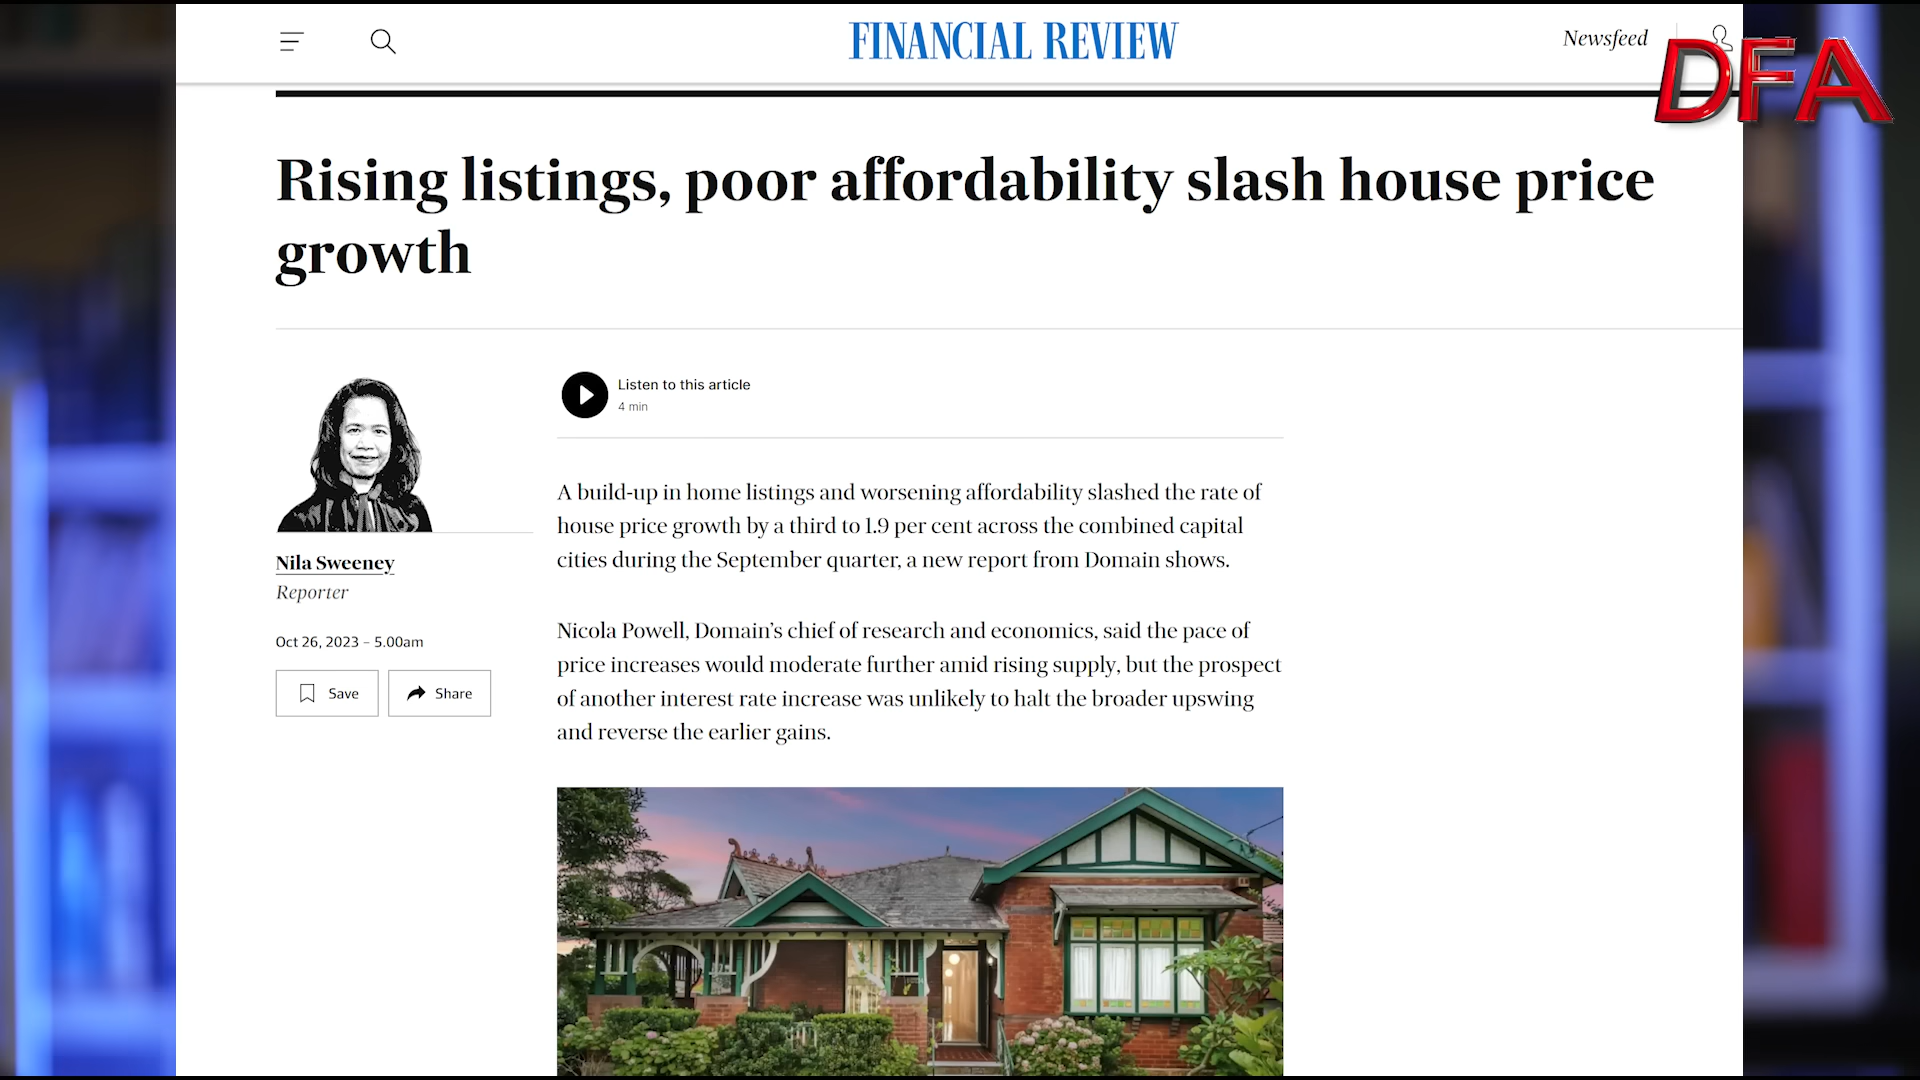 FINANCIAL REVIEW
Newsfeed
DFA
Rising listings, poor affordability slash house price
growth
Listen to this article
4 min
Nila Sweeney
Reporter
Oct 26, 2023 – 5.00am
Save
Share
A build-up in home listings and worsening affordability slashed the rate of
house price growth by a third to 1.9 per cent across the combined capital
cities during the September quarter, a new report from Domain shows.
Nicola Powell, Domain’s chief of research and economics, said the pace of
price increases would moderate further amid rising supply, but the prospect
of another interest rate increase was unlikely to halt the broader upswing
and reverse the earlier gains.